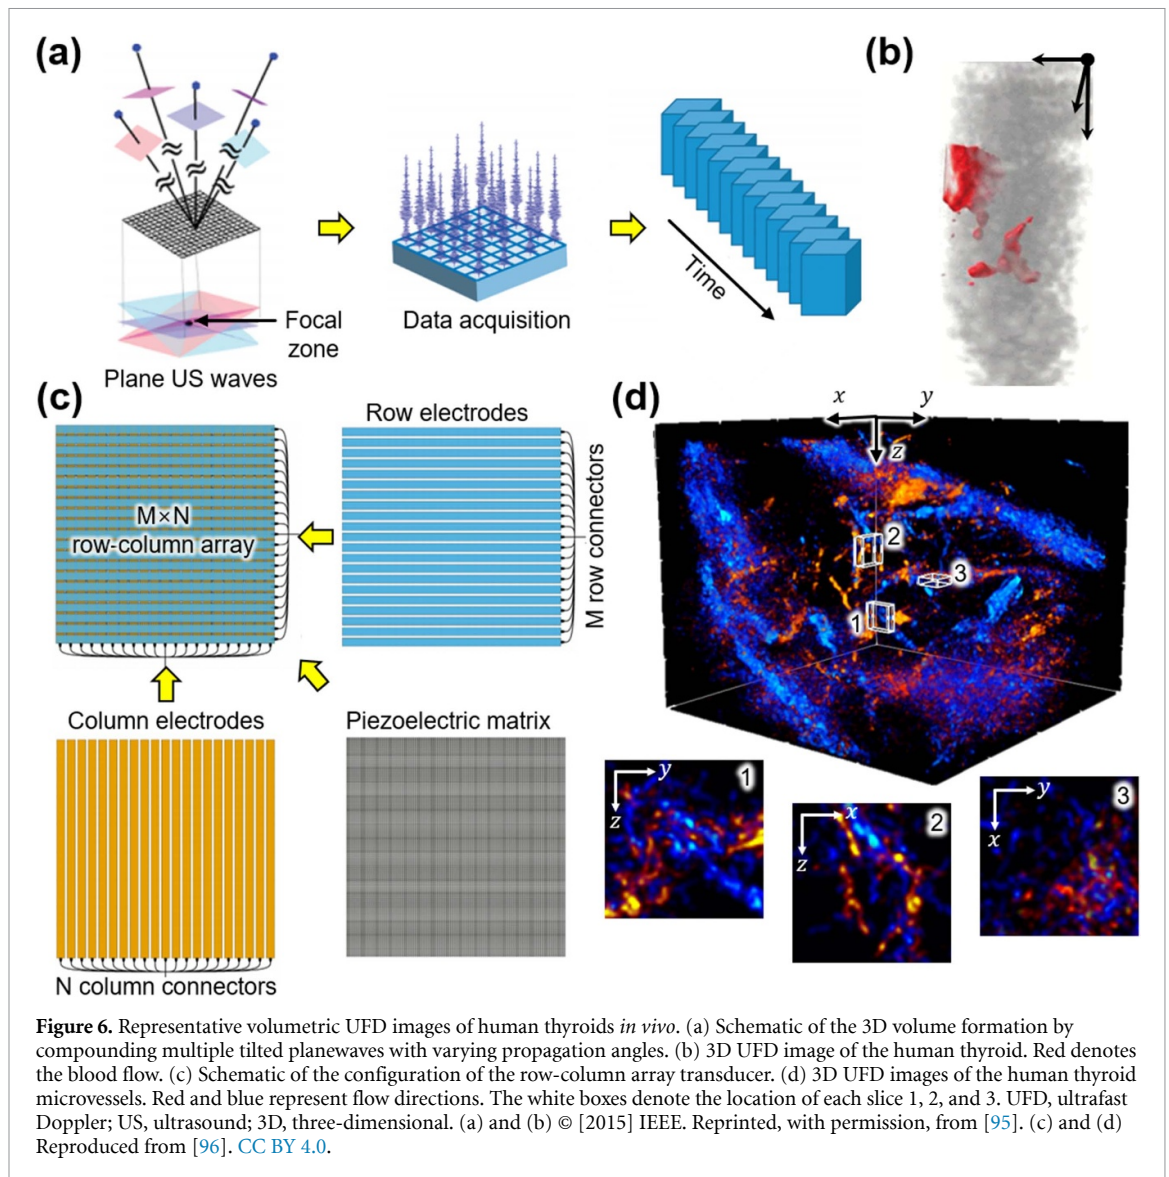 (a)
Focal
zone
Plane US waves
Data acquisition
Time
(b)
(c)
M×N
row-column array
Row electrodes
M row connectors
Column electrodes
N column connectors
Piezoelectric matrix
(d)
x
y
z
2
3
1
y
z
1
x
z
2
y
x
3
Figure 6. Representative volumetric UFD images of human thyroids in vivo. (a) Schematic of the 3D volume formation by
compounding multiple tilted planewaves with varying propagation angles. (b) 3D UFD image of the human thyroid. Red denotes
the blood flow. (c) Schematic of the configuration of the row-column array transducer. (d) 3D UFD images of the human thyroid
microvessels. Red and blue represent flow directions. The white boxes denote the location of each slice 1, 2, and 3. UFD, ultrafast
Doppler; US, ultrasound; 3D, three-dimensional. (a) and (b) © [2015] IEEE. Reprinted, with permission, from [95]. (c) and (d)
Reproduced from [96]. CC BY 4.0.